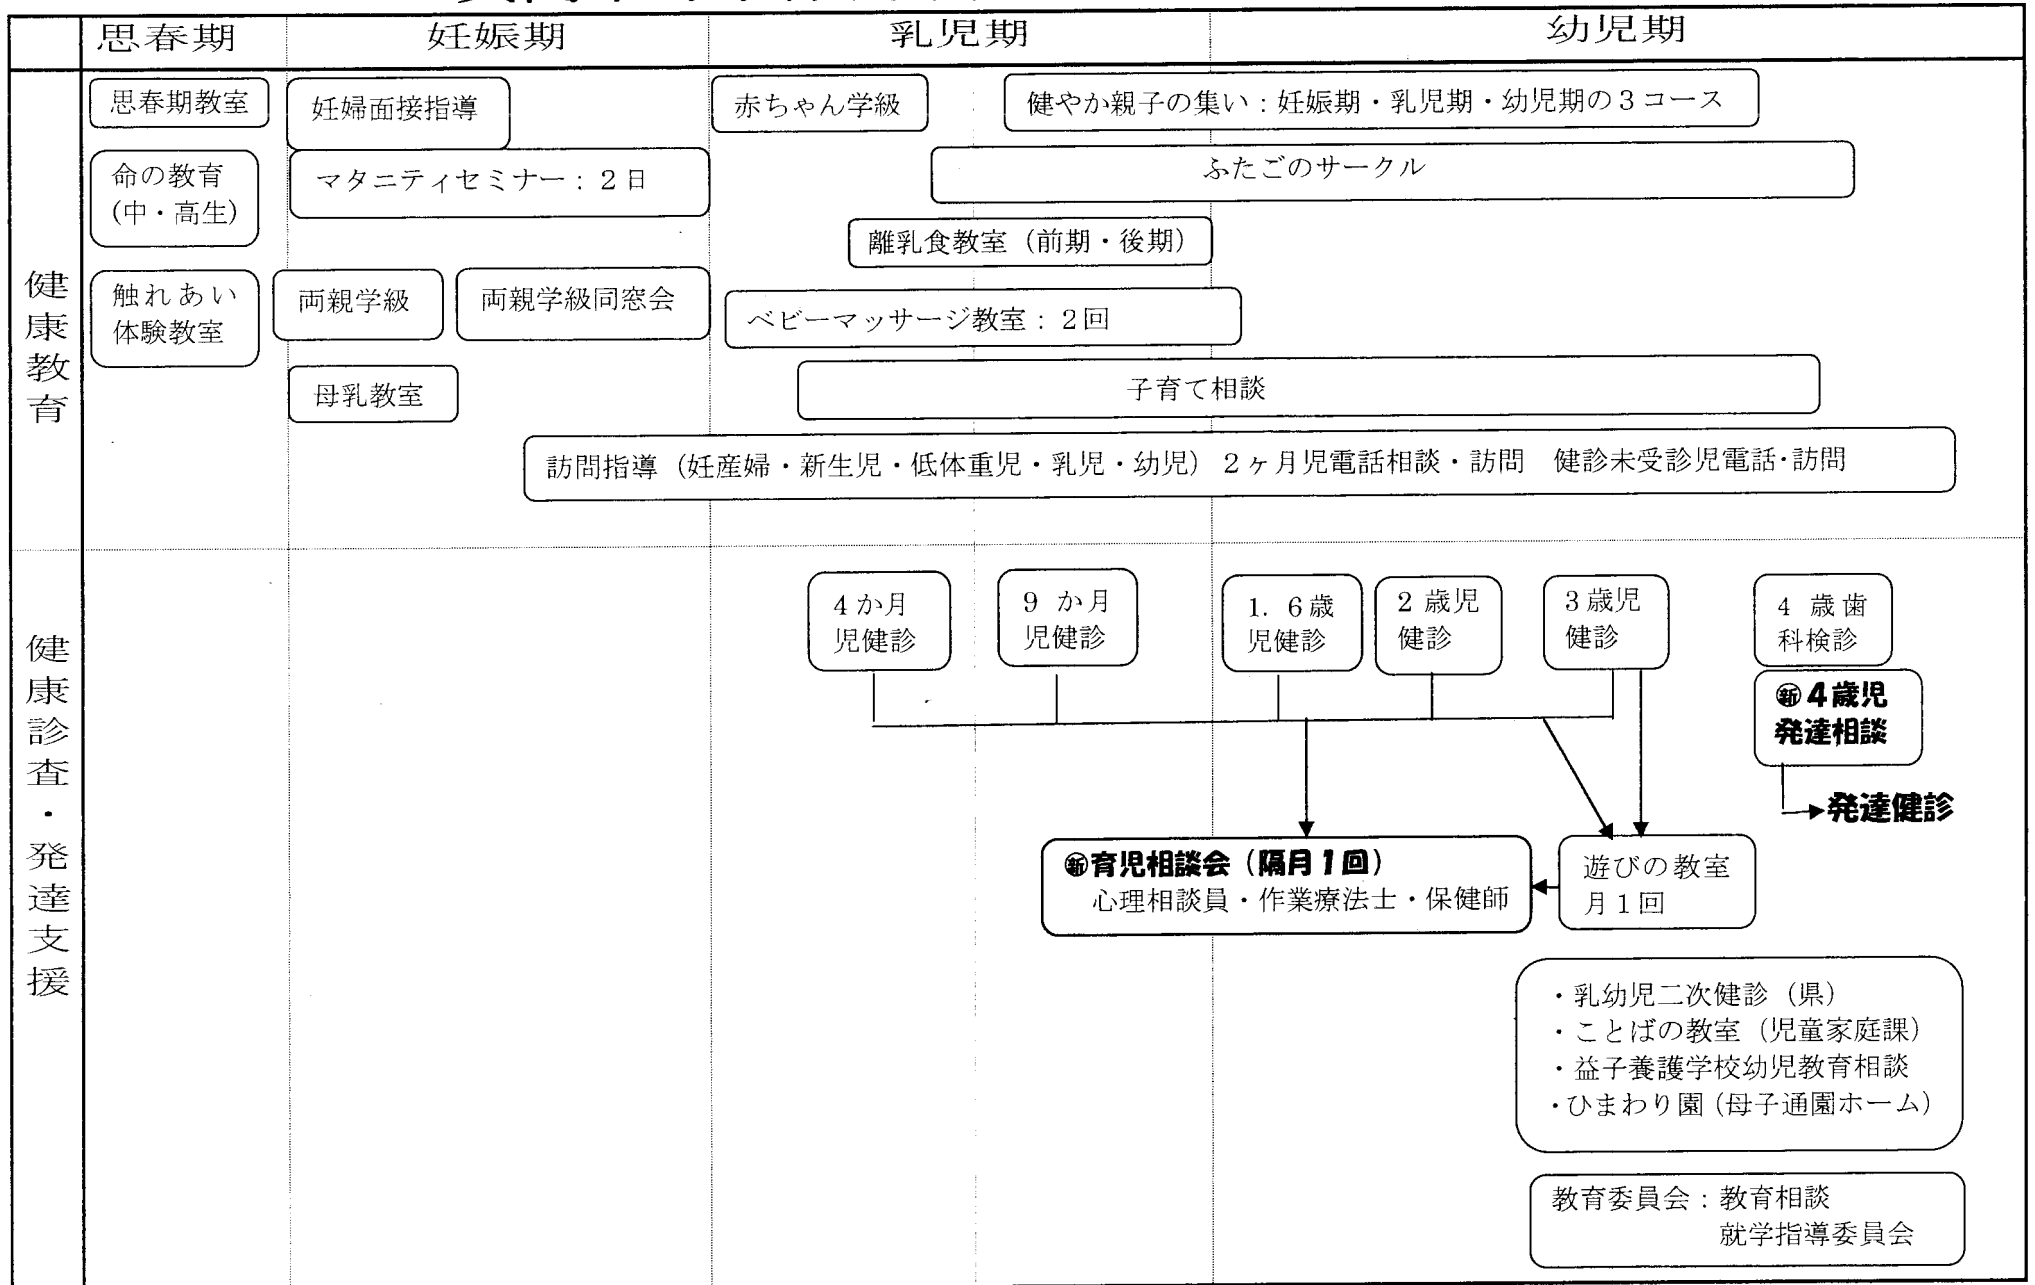 思春期
妊娠期
乳児期
幼児期
健康教育
思春期教室
妊婦面接指導
赤ちゃん学級
健やか親子の集い：妊娠期・乳児期・幼児期の３コース
命の教育
(中・高生)
マタニティセミナー：２日
ふたごのサークル
離乳食教室（前期・後期）
触れあい
体験教室
両親学級
両親学級同窓会
ベビーマッサージ教室：２回
母乳教室
子育て相談
訪問指導（妊産婦・新生児・低体重児・乳児・幼児）２ヶ月児電話相談・訪問　健診未受診児電話・訪問
健康診査・発達支援
4か月
児健診
9 か月
児健診
1. 6歳
児健診
2歳児
健診
3歳児
健診
4 歳歯
科検診
㊟4歳児
発達相談
発達健診
育児相談会（隔月1回）
心理相談員・作業療法士・保健師
遊びの教室
月１回
・乳幼児二次健診（県）
・ことばの教室（児童家庭課）
・益子養護学校幼児教育相談
・ひまわり園（母子通園ホーム）
教育委員会：教育相談
就学指導委員会